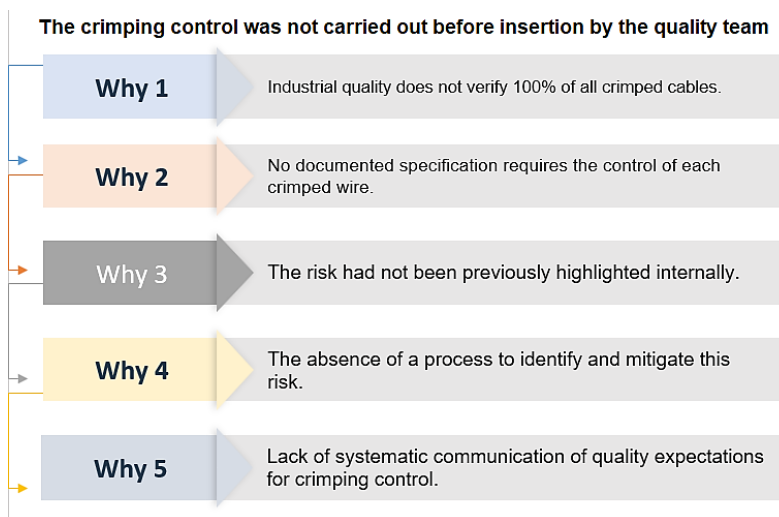 The crimping control was not carried out before insertion by the quality team
Why 1
Industrial quality does not verify 100% of all crimped cables.
Why 2
No documented specification requires the control of each
crimped wire.
Why 3
The risk had not been previously highlighted internally.
Why 4
The absence of a process to identify and mitigate this
risk.
Why 5
Lack of systematic communication of quality expectations
for crimping control.